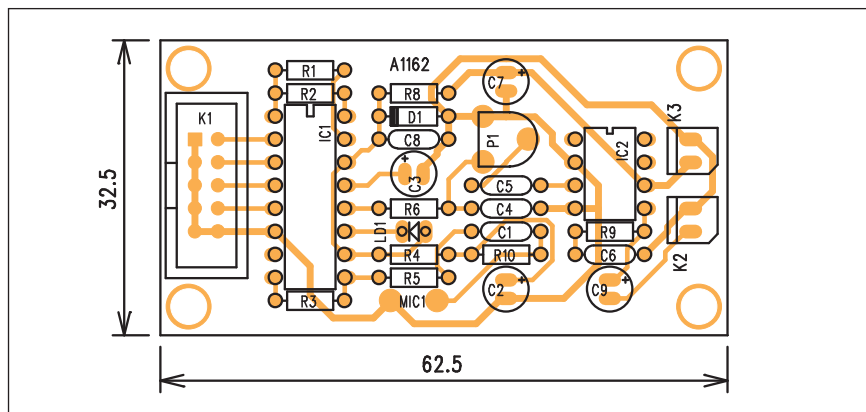 A1162
R1
R2
R8
C7
K1
IC1
D1
P1
K3
C8
IC2
C3
32.5
C5
R6
C4
LD1
C1
R9
R4
R10
C6
K2
R5
R3
MIC1
C2
C9
62.5